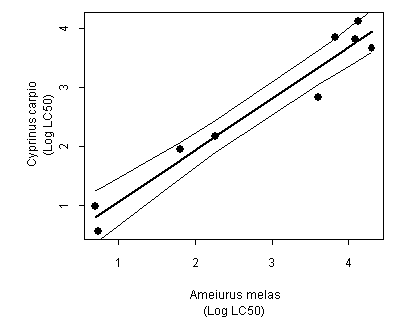 Cyprinus carpio
(Log LC50)
4
3
2
1
1 2 3 4
Ameiurus melas
(Log LC50)